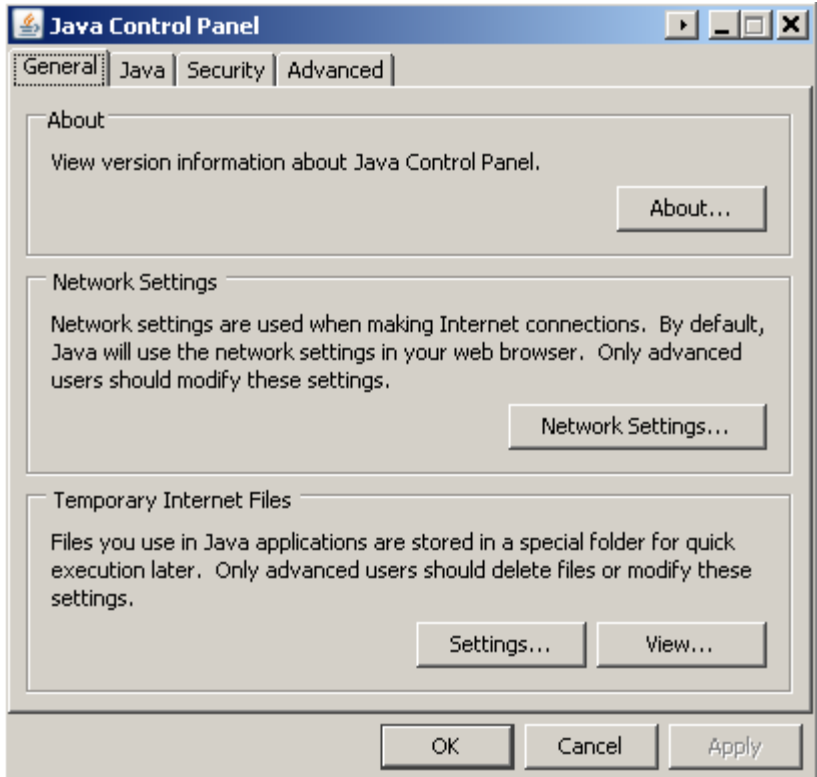 Java Control Panel
General Java Security Advanced
About
View version information about Java Control Panel.
About...
Network Settings
Network settings are used when making Internet connections.  By default,
Java will use the network settings in your web browser.  Only advanced
users should modify these settings.
Network Settings...
Temporary Internet Files
Files you use in Java applications are stored in a special folder for quick
execution later.  Only advanced users should delete files or modify these
settings.
Settings... View...
OK Cancel Apply